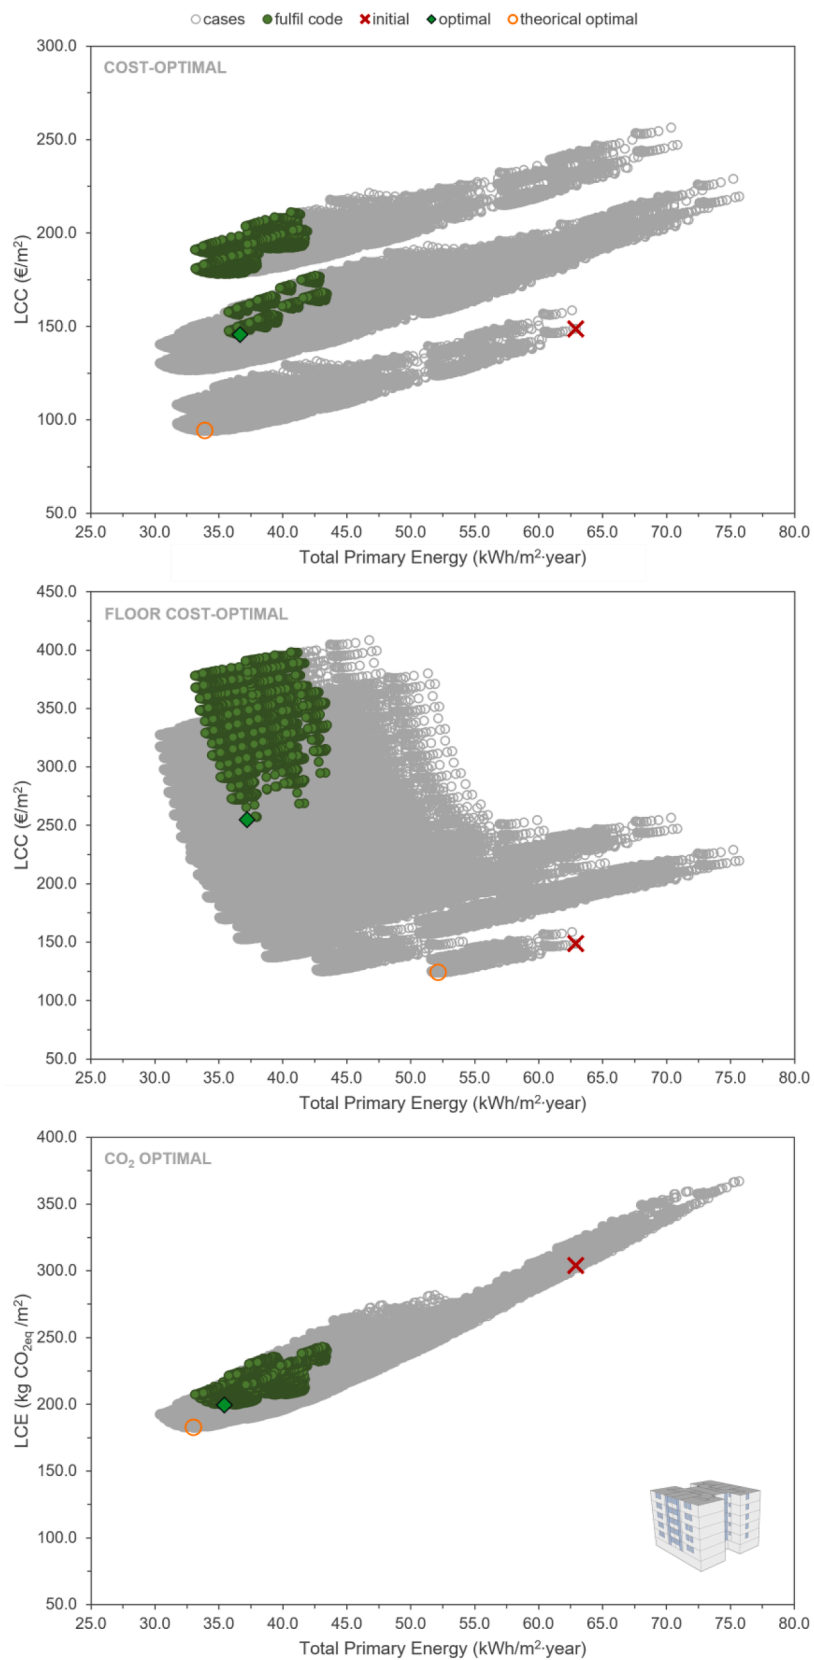 cases fulfil code initial optimal theorical optimal
300.0
COST-OPTIMAL
250.0
200.0
LCC (€/m²)
150.0
100.0
50.0
25.0 30.0 35.0 40.0 45.0 50.0 55.0 60.0 65.0 70.0 75.0 80.0
Total Primary Energy (kWh/m²·year)
450.0
FLOOR COST-OPTIMAL
400.0
350.0
300.0
LCC (€/m²)
250.0
200.0
150.0
100.0
50.0
25.0 30.0 35.0 40.0 45.0 50.0 55.0 60.0 65.0 70.0 75.0 80.0
Total Primary Energy (kWh/m²·year)
400.0
CO₂ OPTIMAL
350.0
300.0
250.0
LCE (kg CO₂eq /m²)
200.0
150.0
100.0
50.0
25.0 30.0 35.0 40.0 45.0 50.0 55.0 60.0 65.0 70.0 75.0 80.0
Total Primary Energy (kWh/m²·year)